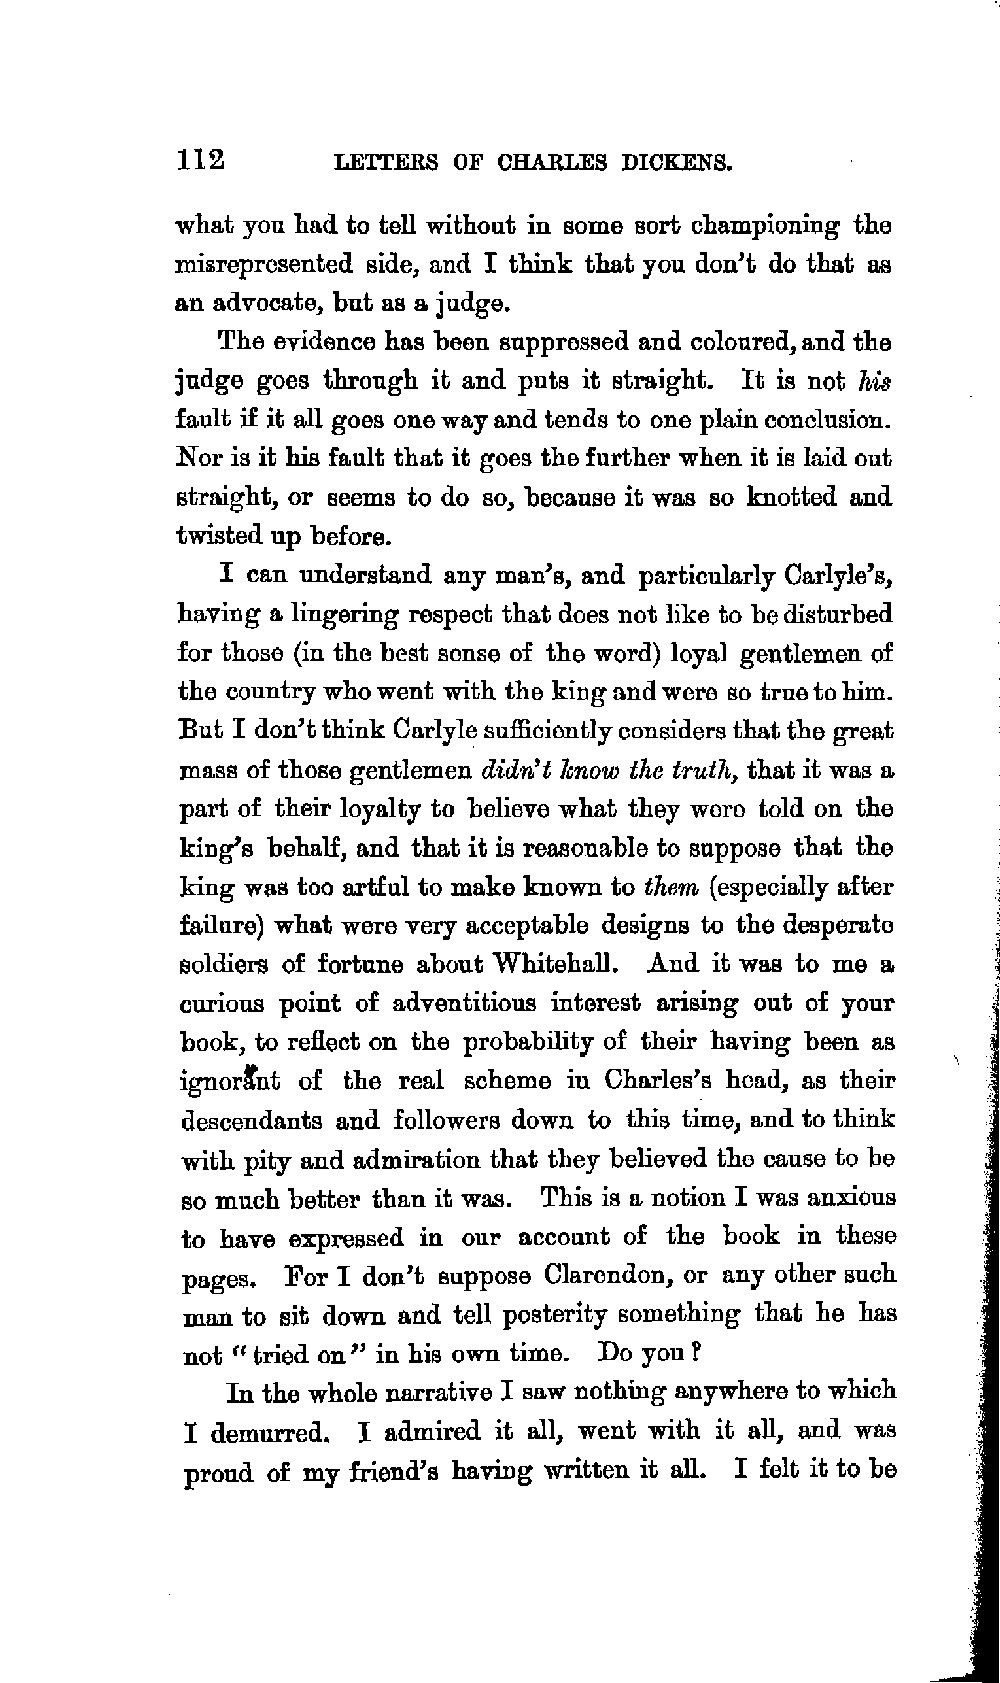 112 LETTERS OF CHARLES DICKENS.
what you had to tell without in some sort championing the
misrepresented side, and I think that you don't do that as
an advocate, but as a judge.
The evidence has been suppressed and coloured, and the
judge goes through it and puts it straight. It is not his
fault if it all goes one way and tends to one plain conclusion.
Nor is it his fault that it goes the further when it is laid out
straight, or seems to do so, because it was so knotted and
twisted up before.
I can understand any man's, and particularly Carlyle's,
having a lingering respect that does not like to be disturbed
for those (in the best sense of the word) loyal gentlemen of
the country who went with the king and were so true to him.
But I don't think Carlyle sufficiently considers that the great
mass of those gentlemen didn't know the truth, that it was a
part of their loyalty to believe what they were told on the
king's behalf, and that it is reasonable to suppose that the
king was too artful to make known to them (especially after
failure) what were very acceptable designs to the desperate
soldiers of fortune about Whitehall. And it was to me a
curious point of adventitious interest arising out of your
book, to reflect on the probability of their having been as
ignorant of the real scheme in Charles's head, as their
descendants and followers down to this time, and to think
with pity and admiration that they believed the cause to be
so much better than it was. This is a notion I was anxious
to have expressed in our account of the book in these
pages. For I don't suppose Clarendon, or any other such
man to sit down and tell posterity something that he has
not "tried on" in his own time. Do you?
In the whole narrative I saw nothing anywhere to which
I demurred. I admired it all, went with it all, and was
proud of my friend's having written it all. I felt it to be